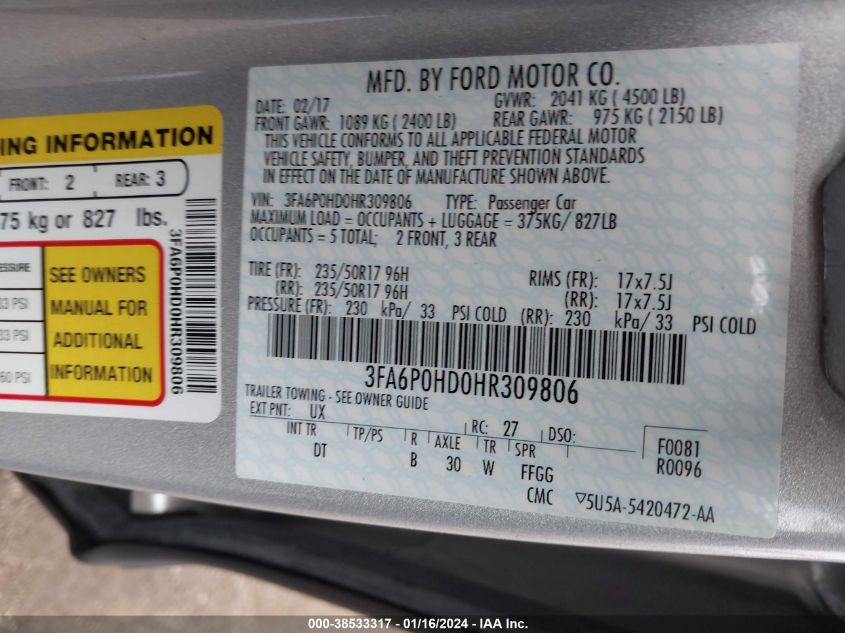 ING INFORMATION
FRONT: 2 REAR: 3
75 kg or 827 lbs.
SEE OWNERS
MANUAL FOR
ADDITIONAL
INFORMATION
PSI
PSI
60 PSI
3FA6P0HD0HR309806
MFD. BY FORD MOTOR CO.
DATE: 02/17 GVWR: 2041 KG ( 4500 LB)
FRONT GAWR: 1089 KG ( 2400 LB) REAR GAWR: 975 KG ( 2150 LB)
THIS VEHICLE CONFORMS TO ALL APPLICABLE FEDERAL MOTOR
VEHICLE SAFETY, BUMPER, AND THEFT PREVENTION STANDARDS
IN EFFECT ON THE DATE OF MANUFACTURE SHOWN ABOVE.
VIN: 3FA6P0HD0HR309806 TYPE: Passenger Car
MAXIMUM LOAD = OCCUPANTS + LUGGAGE = 375KG/ 827LB
OCCUPANTS = 5 TOTAL; 2 FRONT, 3 REAR
TIRE (FR): 235/50R17 96H RIMS (FR): 17x7.5J
(RR): 235/50R17 96H (RR): 17x7.5J
PRESSURE (FR): 230 kPa/ 33 PSI COLD (RR): 230 kPa/ 33 PSI COLD
3FA6P0HD0HR309806
TRAILER TOWING - SEE OWNER GUIDE
EXT PNT: UX RC: 27 DSO:
INT TR TP/PS R AXLE TR SPR F0081
DT B 30 W FFGG R0096
CMC ▽5U5A-5420472-AA
000-38533317 - 01/16/2024 - IAA Inc.